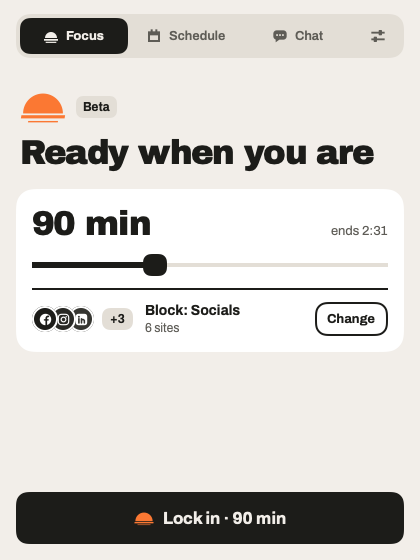 Focus
Schedule
Chat
Beta
Ready when you are
90 min
ends 2:31
+3
Block: Socials
6 sites
Change
Lock in · 90 min